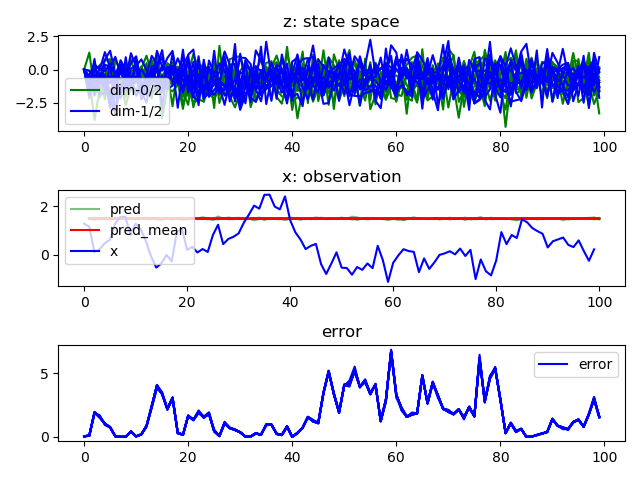 z: state space
2.5
0.0
−2.5
dim-0/2
dim-1/2
0
20
40
60
80
100
x: observation
2
0
pred
pred_mean
x
0
20
40
60
80
100
error
5
0
error
0
20
40
60
80
100